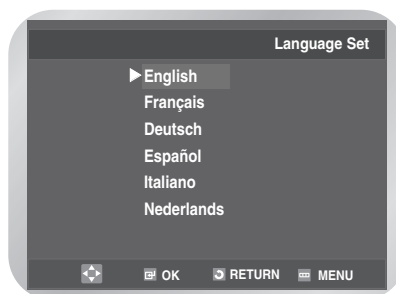 Language Set
English
Français
Deutsch
Español
Italiano
Nederlands
OK RETURN MENU